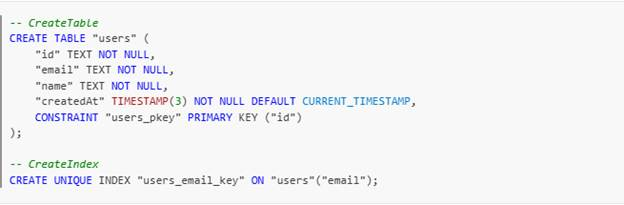 -- CreateTable
CREATE TABLE "users" (
    "id" TEXT NOT NULL,
    "email" TEXT NOT NULL,
    "name" TEXT NOT NULL,
    "createdAt" TIMESTAMP(3) NOT NULL DEFAULT CURRENT_TIMESTAMP,
    CONSTRAINT "users_pkey" PRIMARY KEY ("id")
);
-- CreateIndex
CREATE UNIQUE INDEX "users_email_key" ON "users"("email");